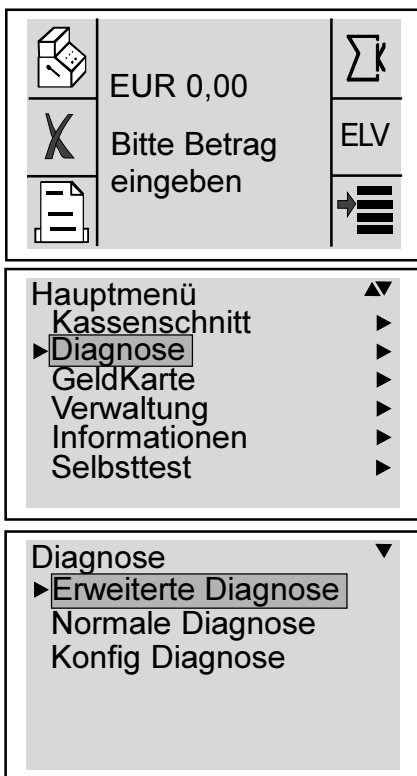 EUR 0,00
Bitte Betrag
eingeben
ELV
Hauptmenü
Kassenschnitt
Diagnose
GeldKarte
Verwaltung
Informationen
Selbsttest
Diagnose
Erweiterte Diagnose
Normale Diagnose
Konfig Diagnose